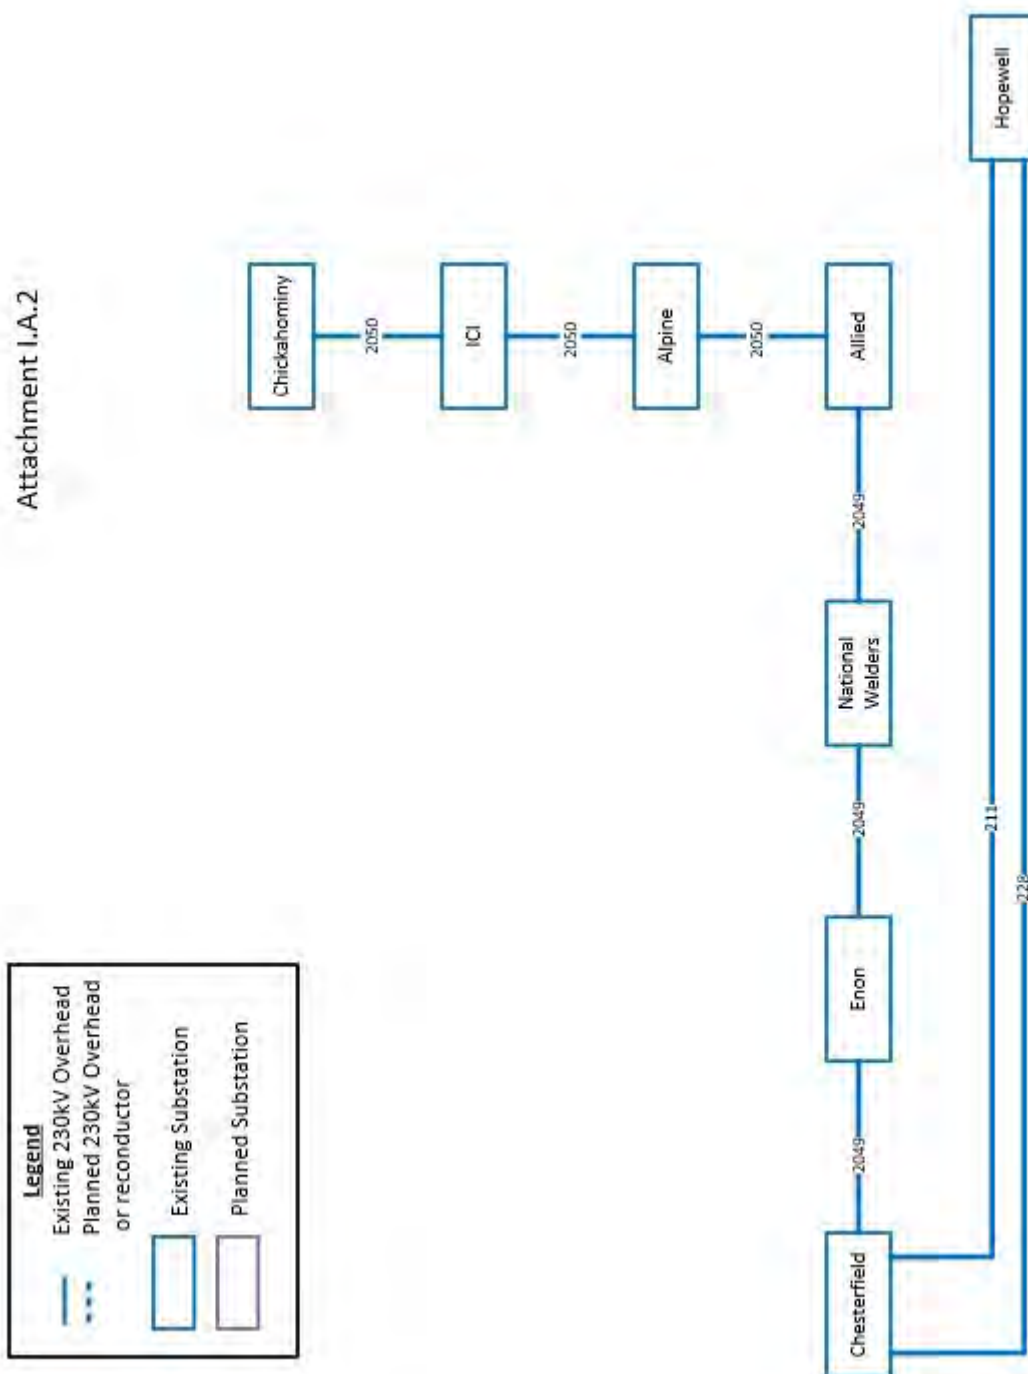 Attachment I.A.2
Legend
Existing 230kV Overhead
Planned 230kV Overhead
or reconductor
Existing Substation
Planned Substation
Chickahominy
2050
ICI
2050
Alpine
2050
Allied
2049
National
Welders
2049
Enon
2049
Chesterfield
211
228
Hopewell